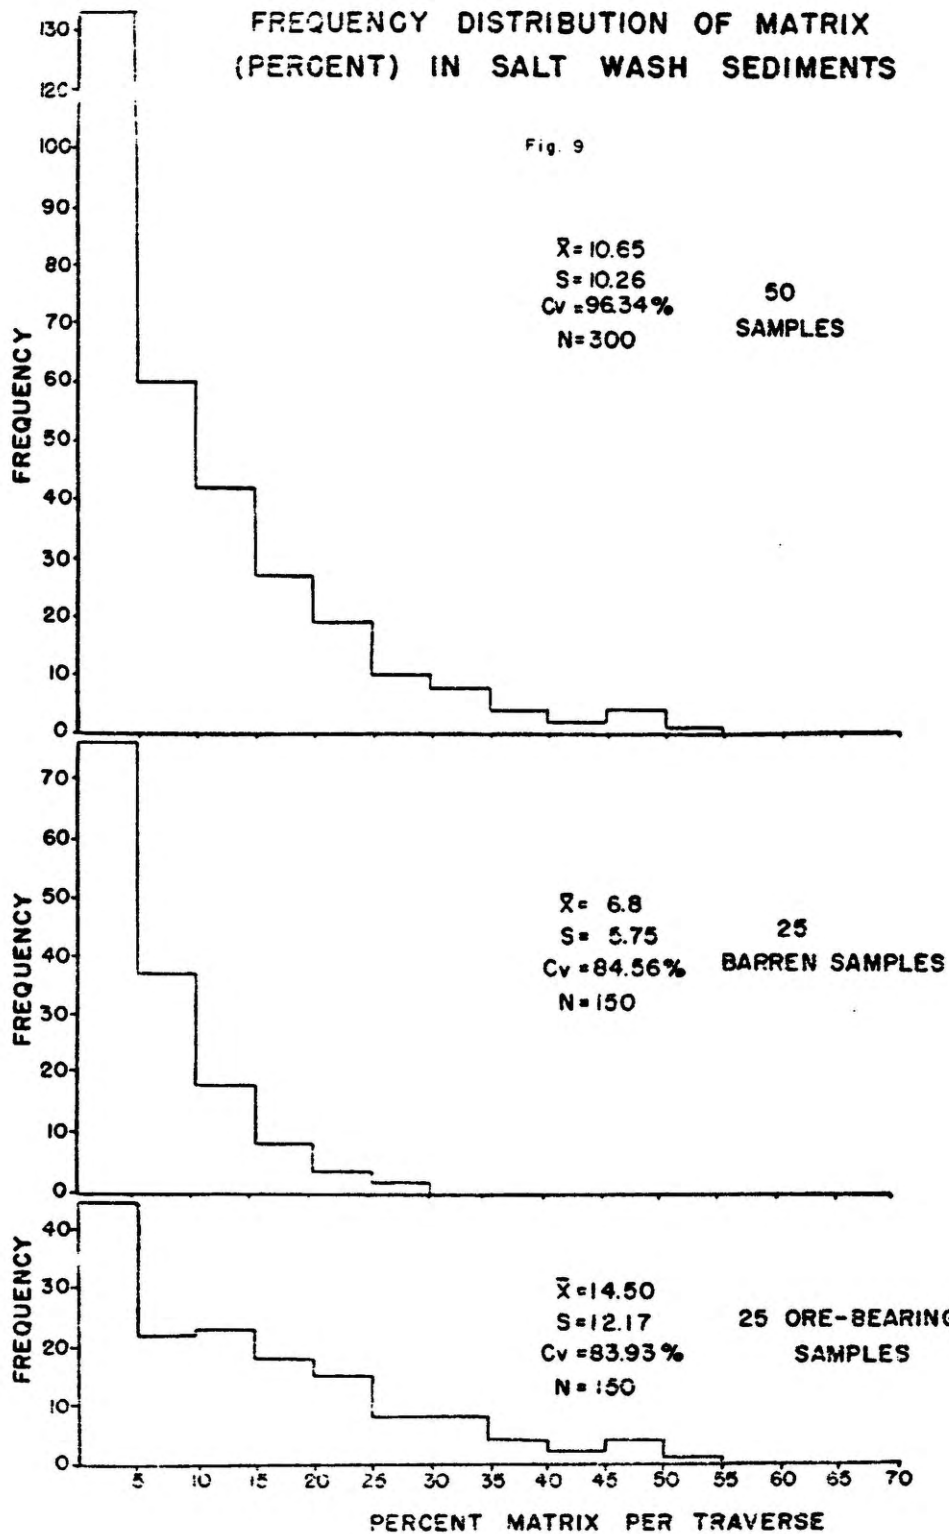 FREQUENCY DISTRIBUTION OF MATRIX
(PERCENT) IN SALT WASH SEDIMENTS
Fig. 9
130
120
100
90
80
70
60
50
40
30
20
10
0
FREQUENCY
X̄=10.65
S=10.26
Cv=96.34%
N=300
50
SAMPLES
70
60
50
40
30
20
10
0
FREQUENCY
X̄= 6.8
S= 5.75
Cv=84.56%
N=150
25
BARREN SAMPLES
40
30
20
10
0
FREQUENCY
X̄=14.50
S=12.17
Cv=83.93%
N=150
25 ORE-BEARING
SAMPLES
5 10 15 20 25 30 35 40 45 50 55 60 65 70
PERCENT MATRIX PER TRAVERSE